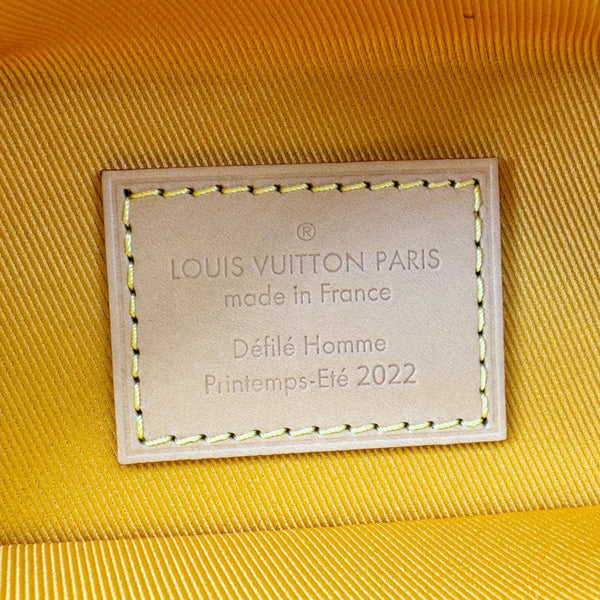 ®
LOUIS VUITTON PARIS
made in France
Défilé Homme
Printemps-Eté 2022